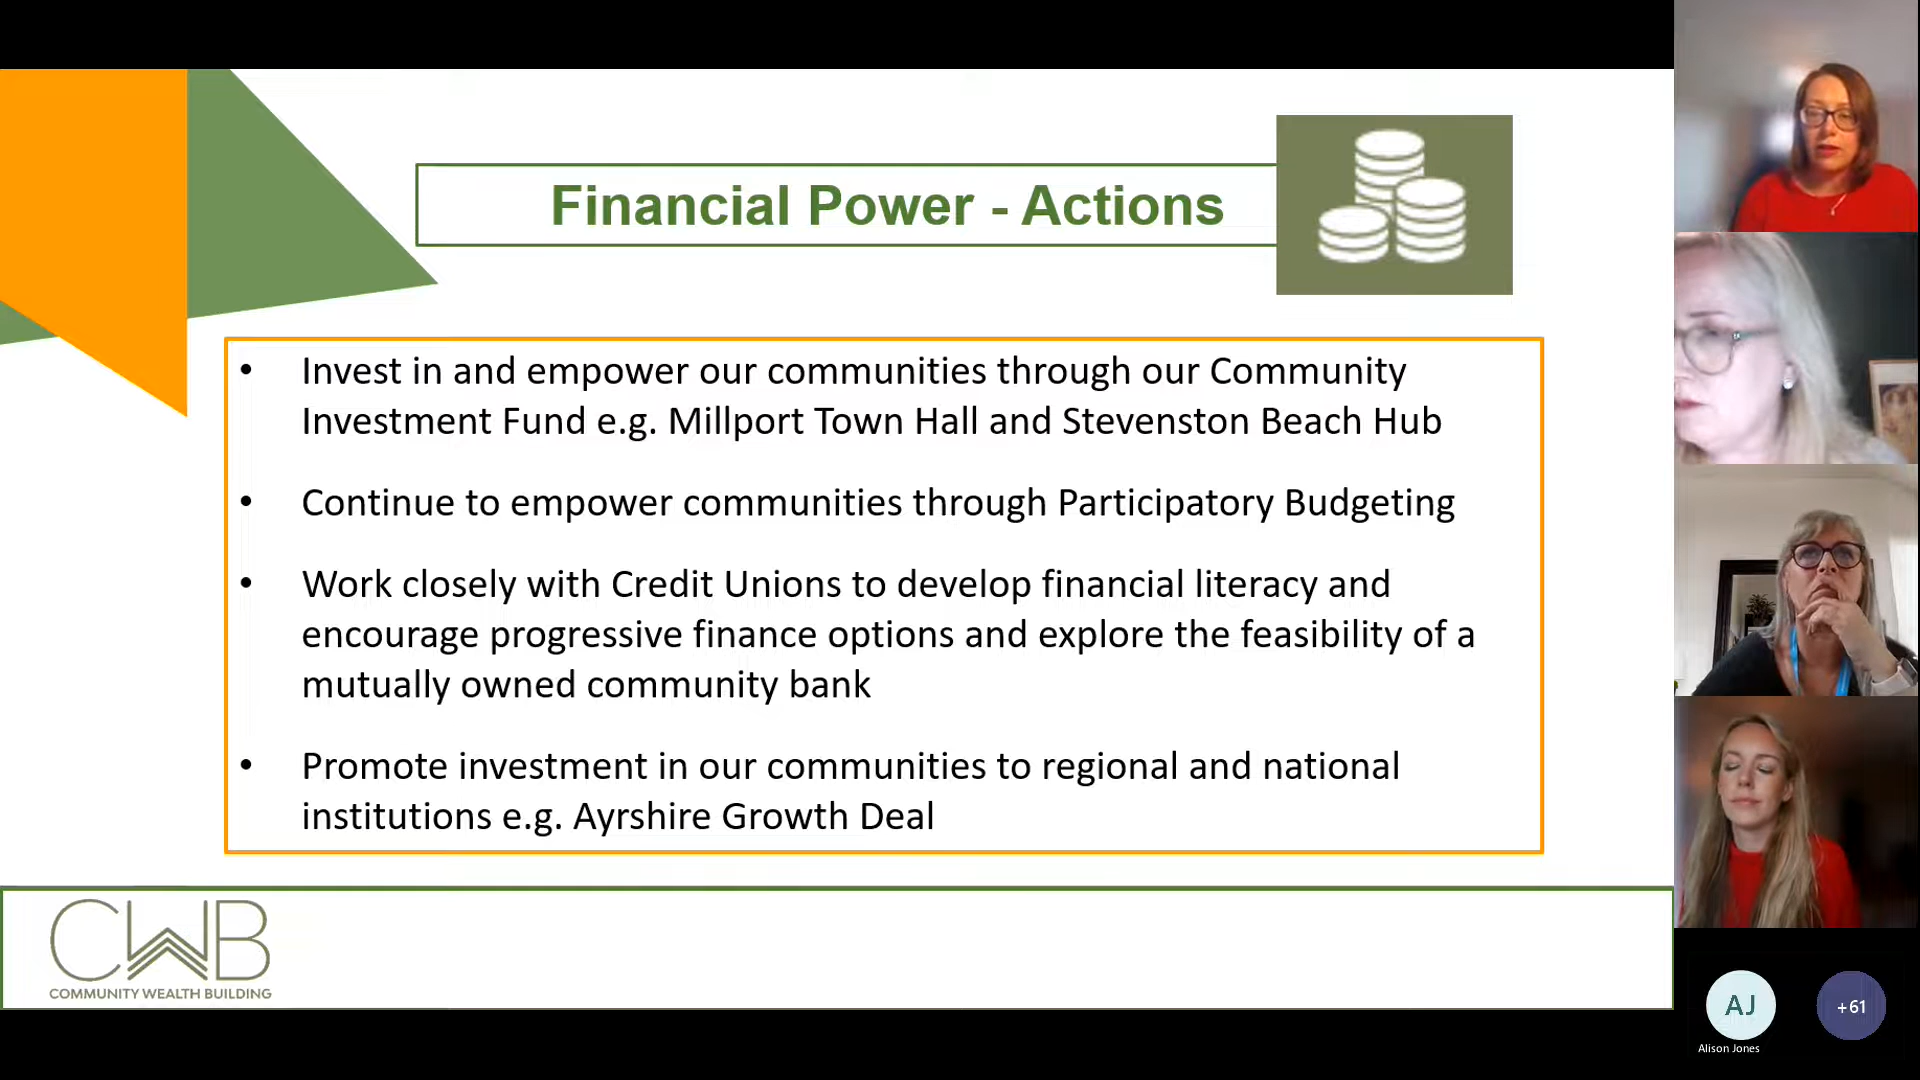 Financial Power - Actions
• Invest in and empower our communities through our Community
Investment Fund e.g. Millport Town Hall and Stevenston Beach Hub
• Continue to empower communities through Participatory Budgeting
• Work closely with Credit Unions to develop financial literacy and
encourage progressive finance options and explore the feasibility of a
mutually owned community bank
• Promote investment in our communities to regional and national
institutions e.g. Ayrshire Growth Deal
CWB
COMMUNITY WEALTH BUILDING
AJ
+61
Alison Jones